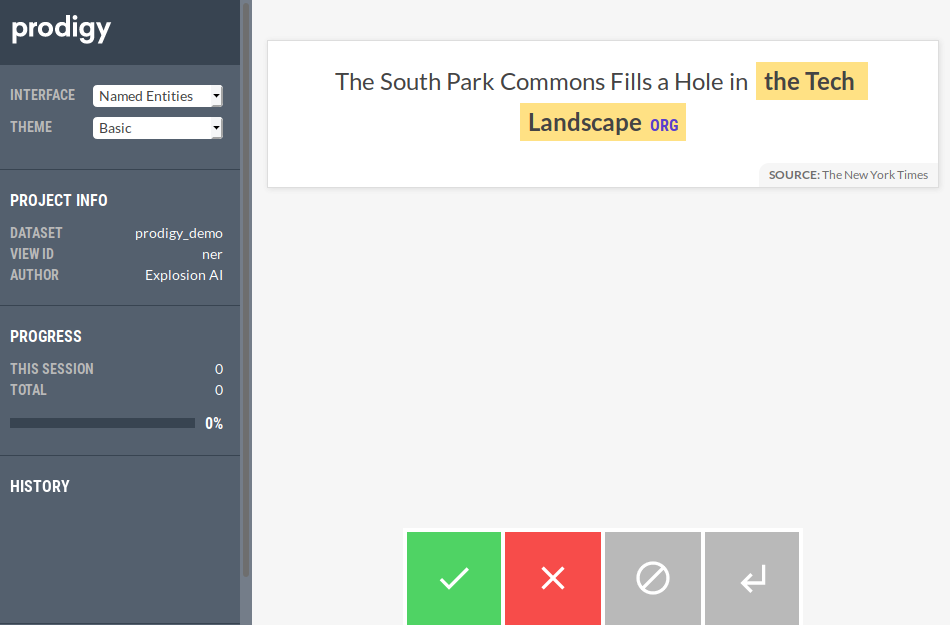 prodigy
INTERFACE Named Entities
THEME Basic
PROJECT INFO
DATASET prodigy_demo
VIEW ID ner
AUTHOR Explosion AI
PROGRESS
THIS SESSION 0
TOTAL 0
0%
HISTORY
The South Park Commons Fills a Hole in the Tech
Landscape ORG
SOURCE: The New York Times